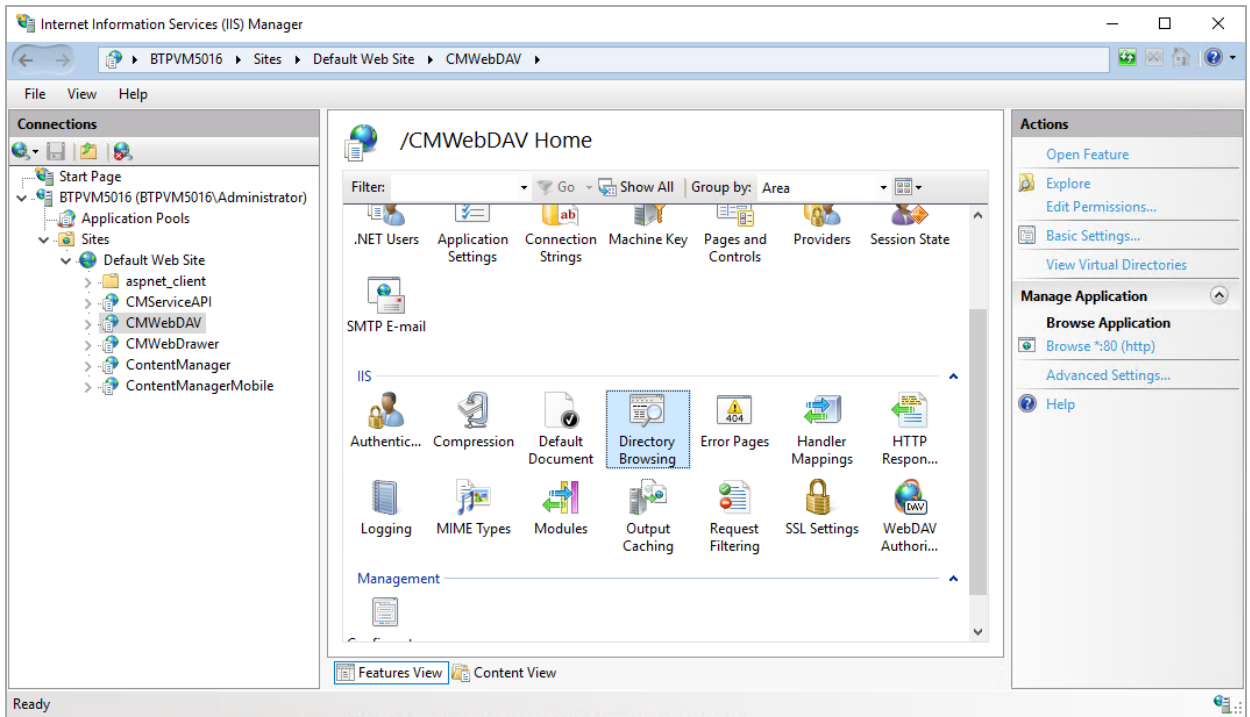 Internet Information Services (IIS) Manager
BTPVM5016 Sites Default Web Site CMWebDAV
File View Help
Connections
Start Page
BTPVM5016 (BTPVM5016\Administrator)
Application Pools
Sites
Default Web Site
aspnet_client
CMServiceAPI
CMWebDAV
CMWebDrawer
ContentManager
ContentManagerMobile
/CMWebDAV Home
Filter: Go Show All Group by: Area
ab
.NET Users Application Connection Machine Key Pages and Providers Session State
Settings Strings Controls
SMTP E-mail
IIS
404
Authentic... Compression Default Directory Error Pages Handler HTTP
Document Browsing Mappings Respon...
DAV
Logging MIME Types Modules Output Request SSL Settings WebDAV
Caching Filtering Authori...
Management
Features View Content View
Actions
Open Feature
Explore
Edit Permissions...
Basic Settings...
View Virtual Directories
Manage Application
Browse Application
Browse *:80 (http)
Advanced Settings...
Help
Ready